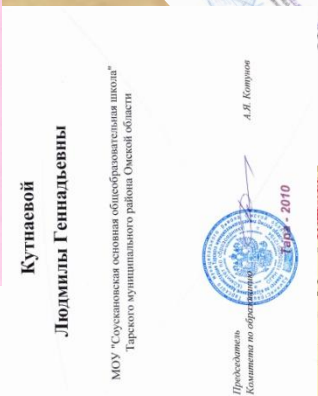 Кутнаевой
Людмилы Геннадьевны
МОУ "Соускановская основная общеобразовательная школа"
Тарского муниципального района Омской области
Председатель
Комитета по образованию
А.Я. Котунов
Тара - 2010